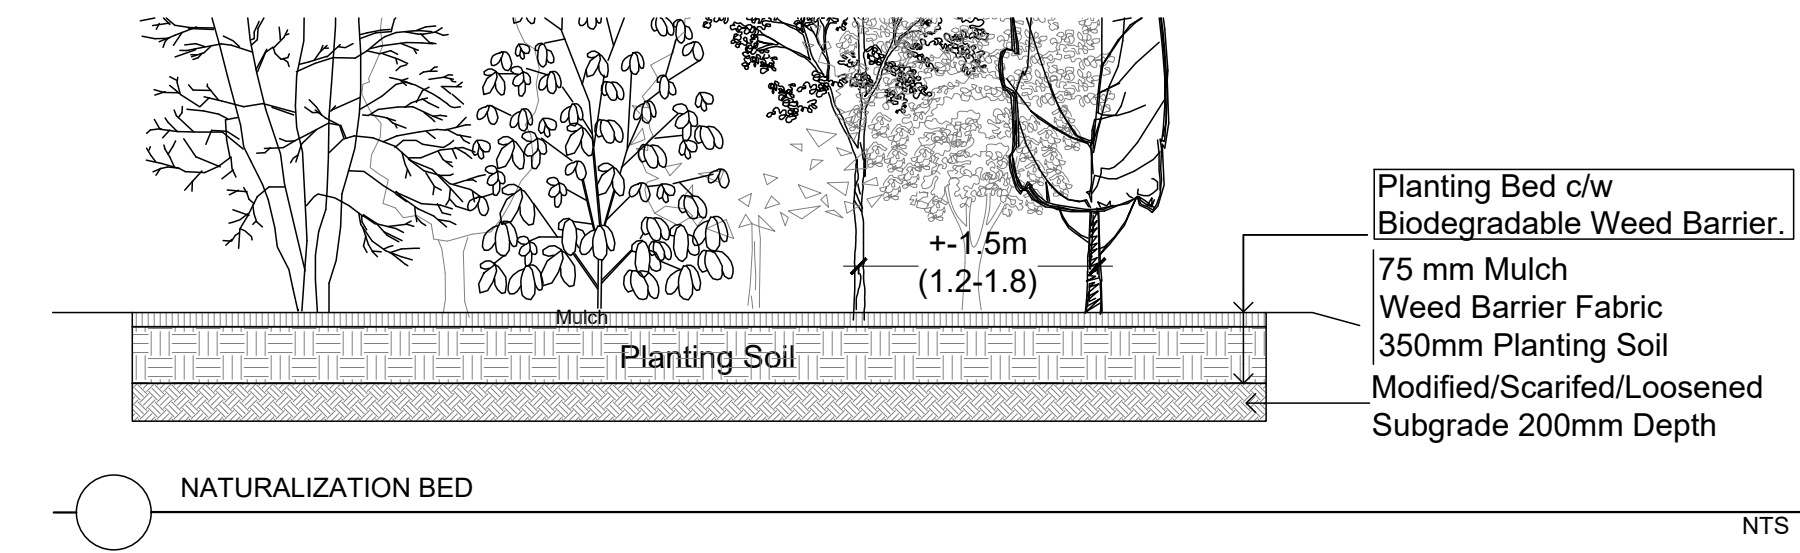 +-1.5m
(1.2-1.8)
Planting Bed c/w
Biodegradable Weed Barrier.
75 mm Mulch
Weed Barrier Fabric
350mm Planting Soil
Modified/Scarifed/Loosened
Subgrade 200mm Depth
Mulch
Planting Soil
NATURALIZATION BED
NTS